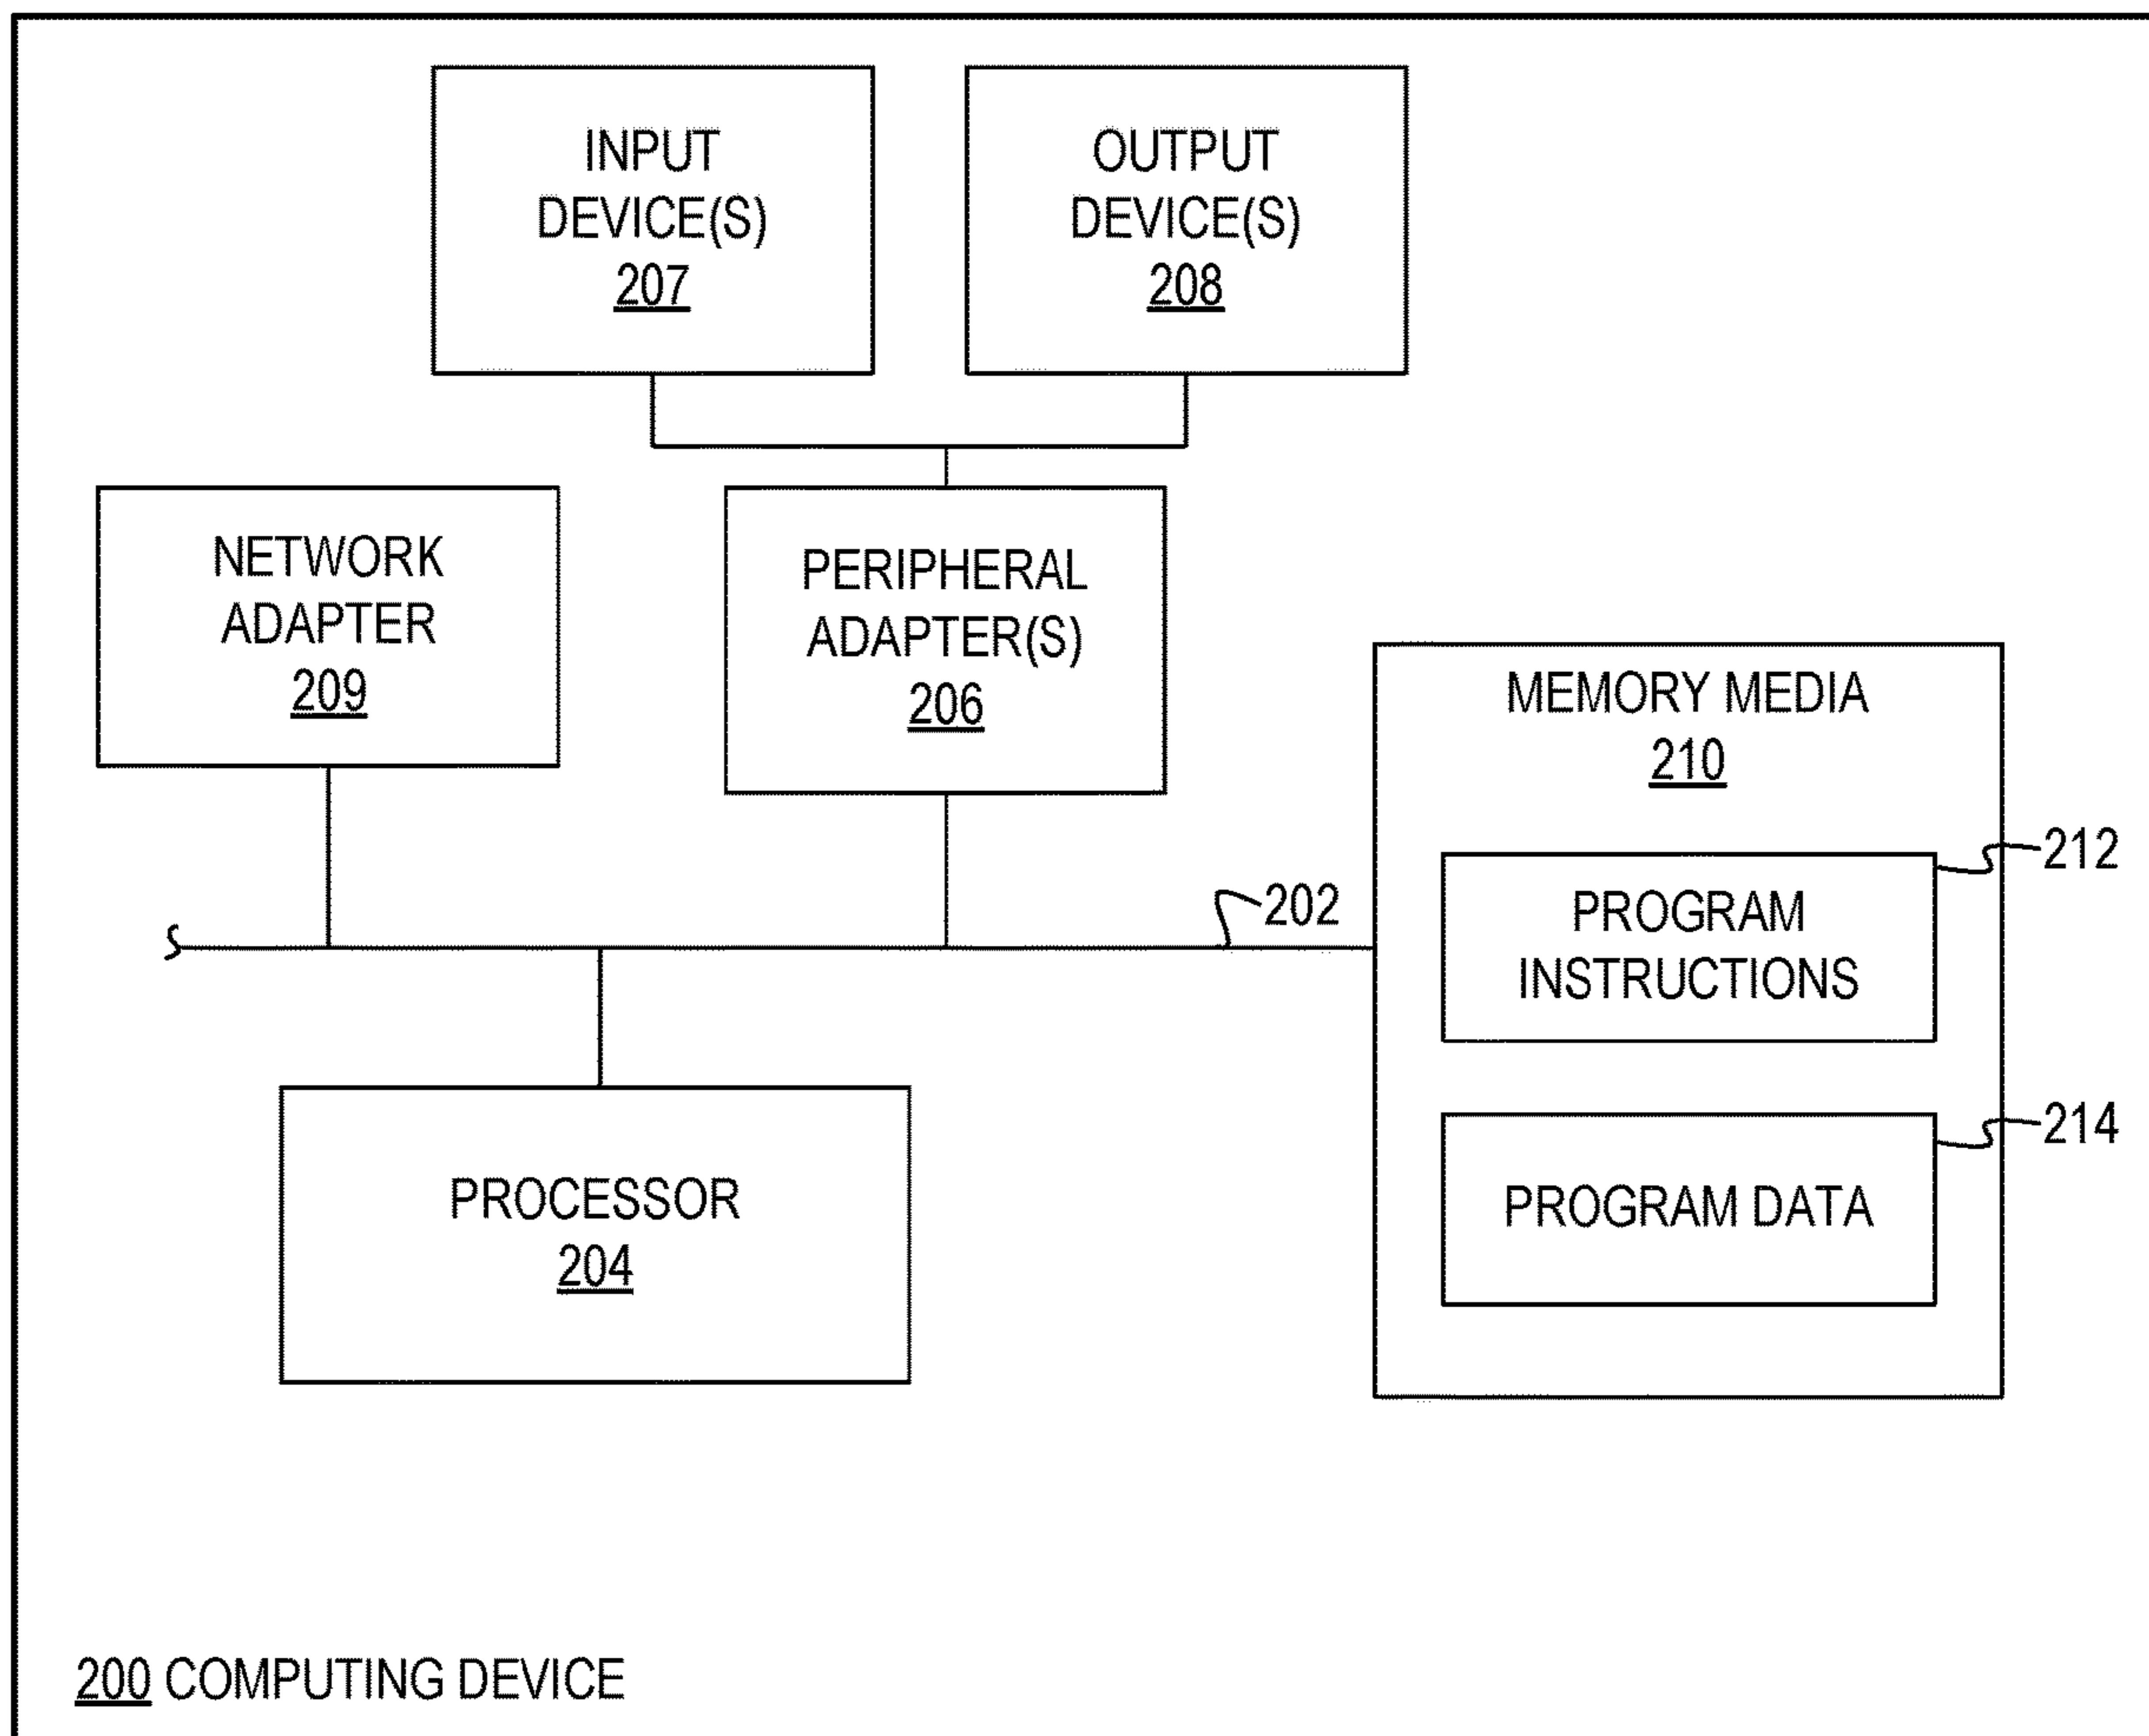 INPUT
DEVICE(S)
207
OUTPUT
DEVICE(S)
208
NETWORK
ADAPTER
209
PERIPHERAL
ADAPTER(S)
206
MEMORY MEDIA
210
212
PROGRAM
INSTRUCTIONS
202
214
PROGRAM DATA
PROCESSOR
204
200 COMPUTING DEVICE